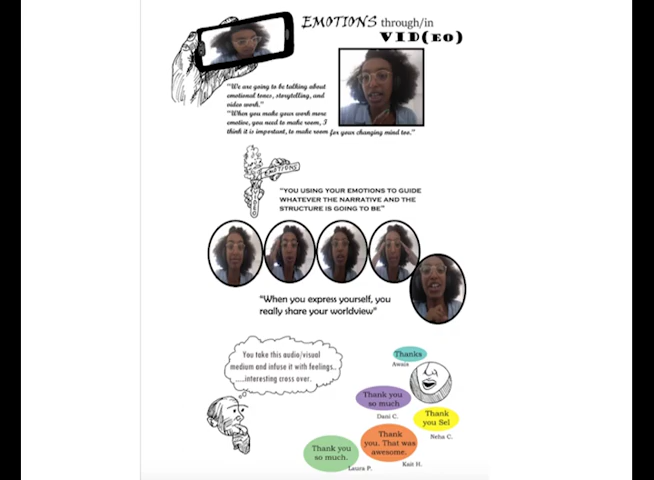 EMOTIONS through/in
VID(EO)
"We are going to be talking about
emotional tones, storytelling, and
video work."
"When you make your work more
emotive, you need to make room, I
think it is important, to make room for your changing mind too."
EMOTIONS
"YOU USING YOUR EMOTIONS TO GUIDE
WHATEVER THE NARRATIVE AND THE
STRUCTURE IS GOING TO BE"
"When you express yourself, you
really share your worldview"
You take this audio/visual
medium and infuse it with feelings..
....interesting cross over.
Thanks
Awais
Thank you
so much
Dani C.
Thank
you Sel
Neha C.
Thank
you. That was
awesome.
Kait H.
Thank you
so much.
Laura P.